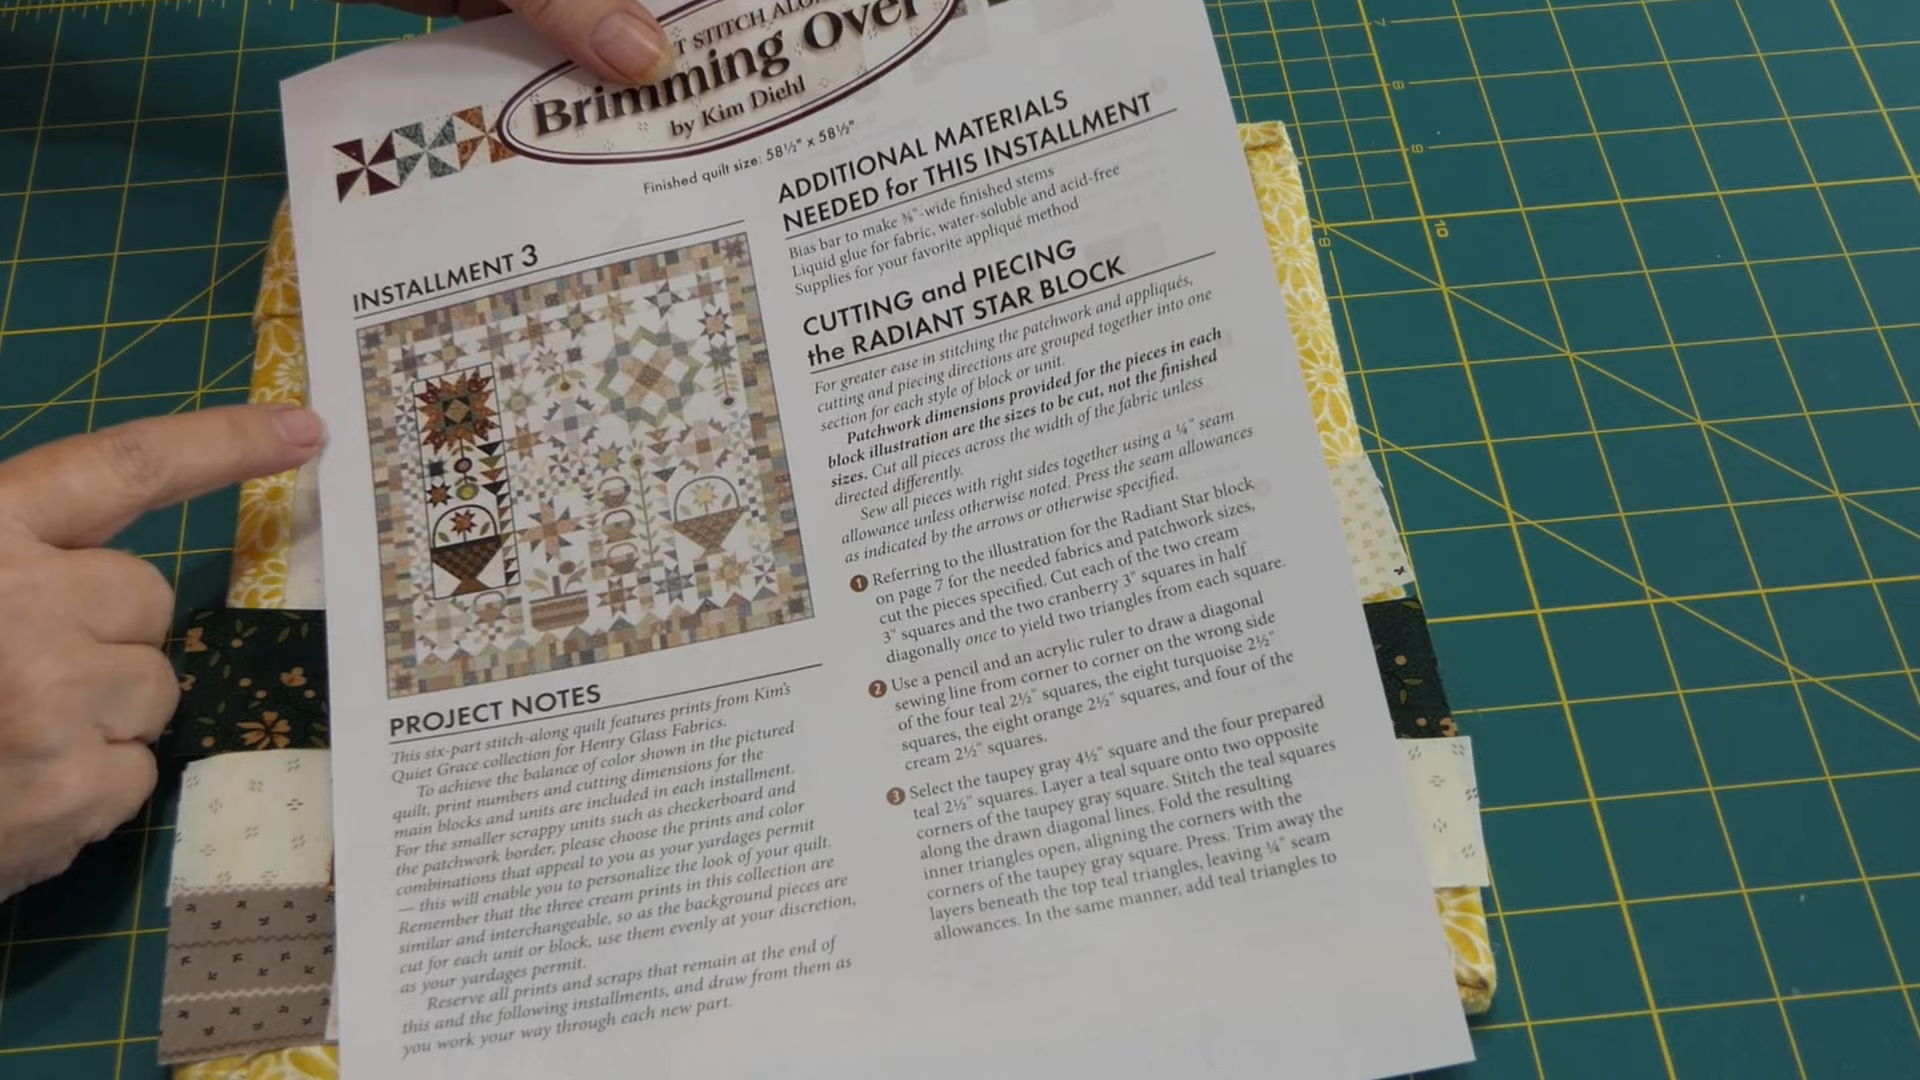 T STITCH ALO
Brimming Over
by Kim Diehl
Finished quilt size: 58½" x 58½"
INSTALLMENT 3
PROJECT NOTES
This six-part stitch-along quilt features prints from Kim's
Quiet Grace collection for Henry Glass Fabrics.
To achieve the balance of color shown in the pictured
quilt, print numbers and cutting dimensions for the
main blocks and units are included in each installment.
For the smaller scrappy units such as checkerboard and
the patchwork border, please choose the prints and color
combinations that appeal to you as your yardages permit
— this will enable you to personalize the look of your quilt.
Remember that the three cream prints in this collection are
similar and interchangeable, so as the background pieces are
cut for each unit or block, use them evenly at your discretion,
as your yardages permit.
Reserve all prints and scraps that remain at the end of
this and the following installments, and draw from them as
you work your way through each new part.
ADDITIONAL MATERIALS
NEEDED for THIS INSTALLMENT
Bias bar to make ⅜"-wide finished stems
Liquid glue for fabric, water-soluble and acid-free
Supplies for your favorite appliqué method
CUTTING and PIECING
the RADIANT STAR BLOCK
For greater ease in stitching the patchwork and appliqués,
cutting and piecing directions are grouped together into one
section for each style of block or unit.
Patchwork dimensions provided for the pieces in each
block illustration are the sizes to be cut, not the finished
sizes. Cut all pieces across the width of the fabric unless
directed differently.
Sew all pieces with right sides together using a ¼" seam
allowance unless otherwise noted. Press the seam allowances
as indicated by the arrows or otherwise specified.
1 Referring to the illustration for the Radiant Star block
on page 7 for the needed fabrics and patchwork sizes,
cut the pieces specified. Cut each of the two cream
3" squares and the two cranberry 3" squares in half
diagonally once to yield two triangles from each square.
2 Use a pencil and an acrylic ruler to draw a diagonal
sewing line from corner to corner on the wrong side
of the four teal 2½" squares, the eight turquoise 2½"
squares, the eight orange 2½" squares, and four of the
cream 2½" squares.
3 Select the taupey gray 4½" square and the four prepared
teal 2½" squares. Layer a teal square onto two opposite
corners of the taupey gray square. Stitch the teal squares
along the drawn diagonal lines. Fold the resulting
inner triangles open, aligning the corners with the
corners of the taupey gray square. Press. Trim away the
layers beneath the top teal triangles, leaving ¼" seam
allowances. In the same manner, add teal triangles to
7
8
9
10
9